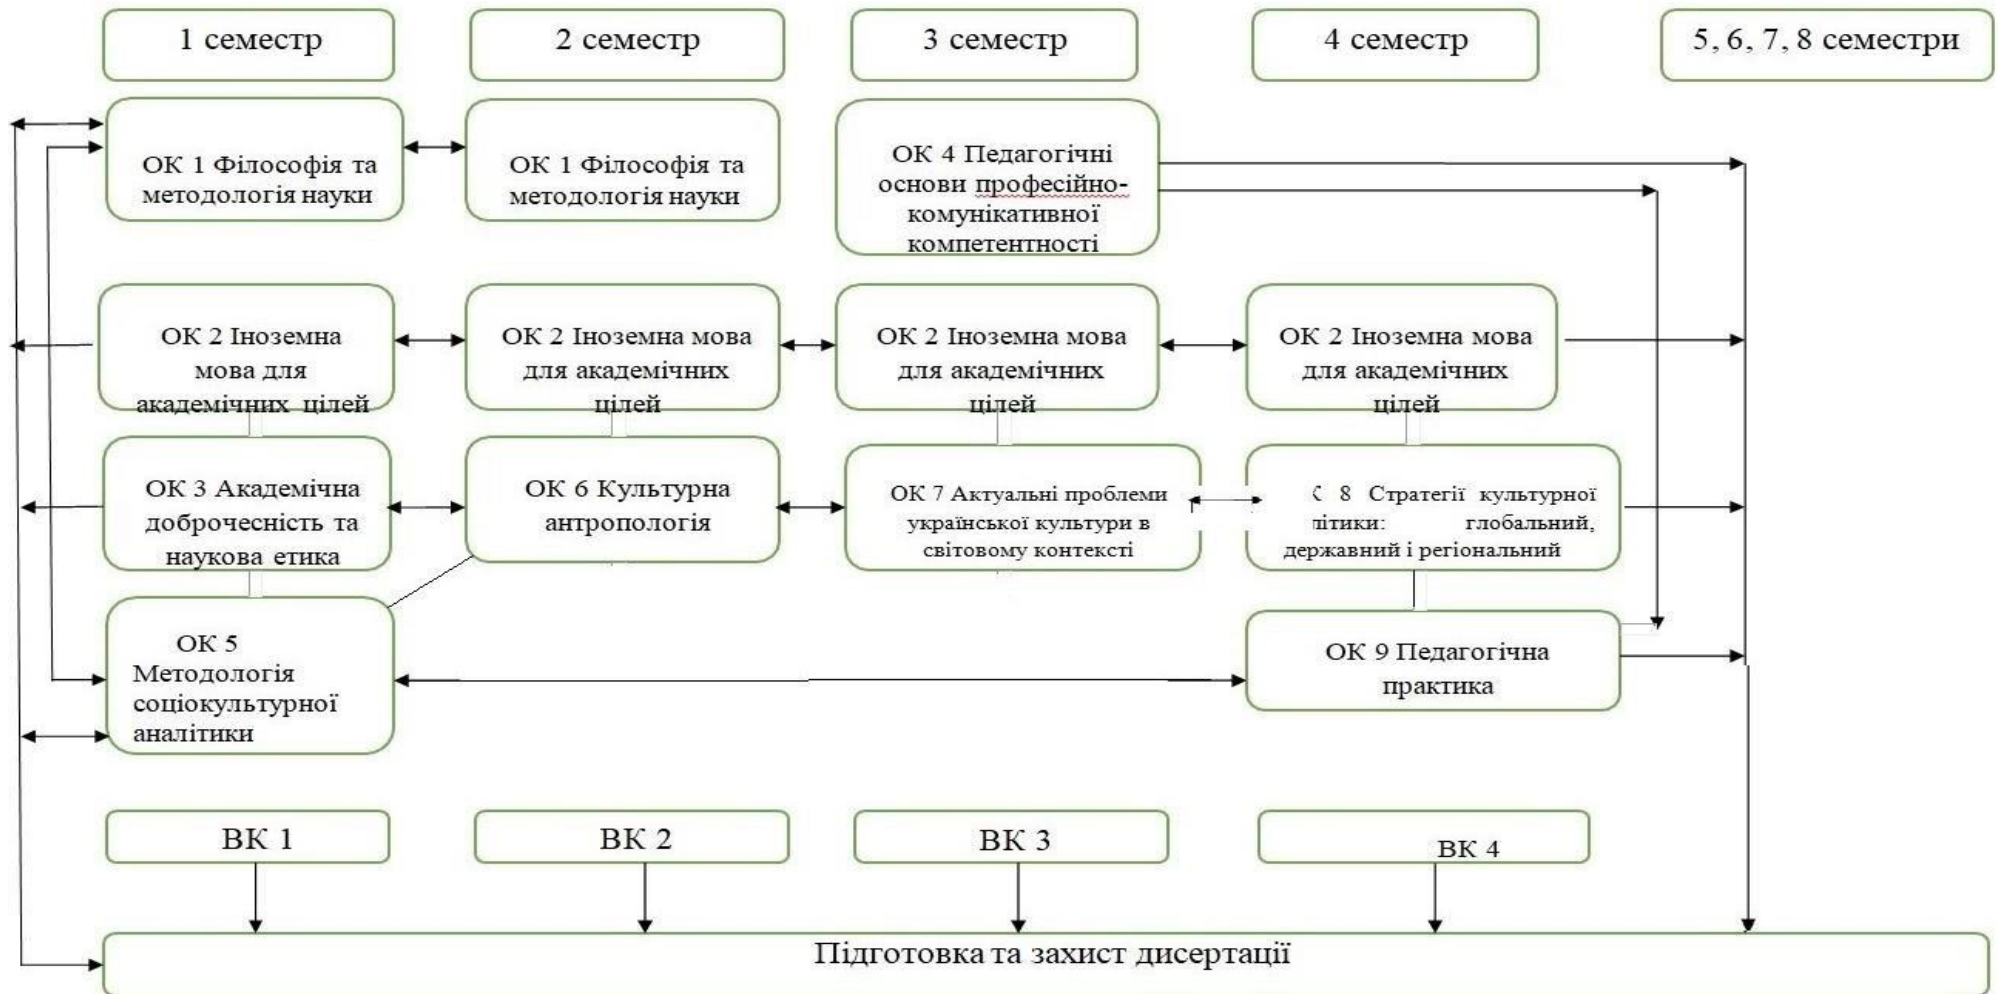 1 семестр
2 семестр
3 семестр
4 семестр
5, 6, 7, 8 семестри
ОК 1 Філософія та
методологія науки
ОК 1 Філософія та
методологія науки
ОК 4 Педагогічні
основи професійно-
комунікативної
компетентності
ОК 2 Іноземна
мова для
академічних цілей
ОК 2 Іноземна мова
для академічних
цілей
ОК 2 Іноземна мова
для академічних
цілей
ОК 2 Іноземна мова
для академічних
цілей
ОК 3 Академічна
доброчесність та
наукова етика
ОК 6 Культурна
антропологія
ОК 7 Актуальні проблеми
української культури в
світовому контексті
К 8 Стратегії культурної
літики: глобальний,
державний і регіональний
ОК 5
Методологія
соціокультурної
аналітики
ОК 9 Педагогічна
практика
ВК 1
ВК 2
ВК 3
ВК 4
Підготовка та захист дисертації